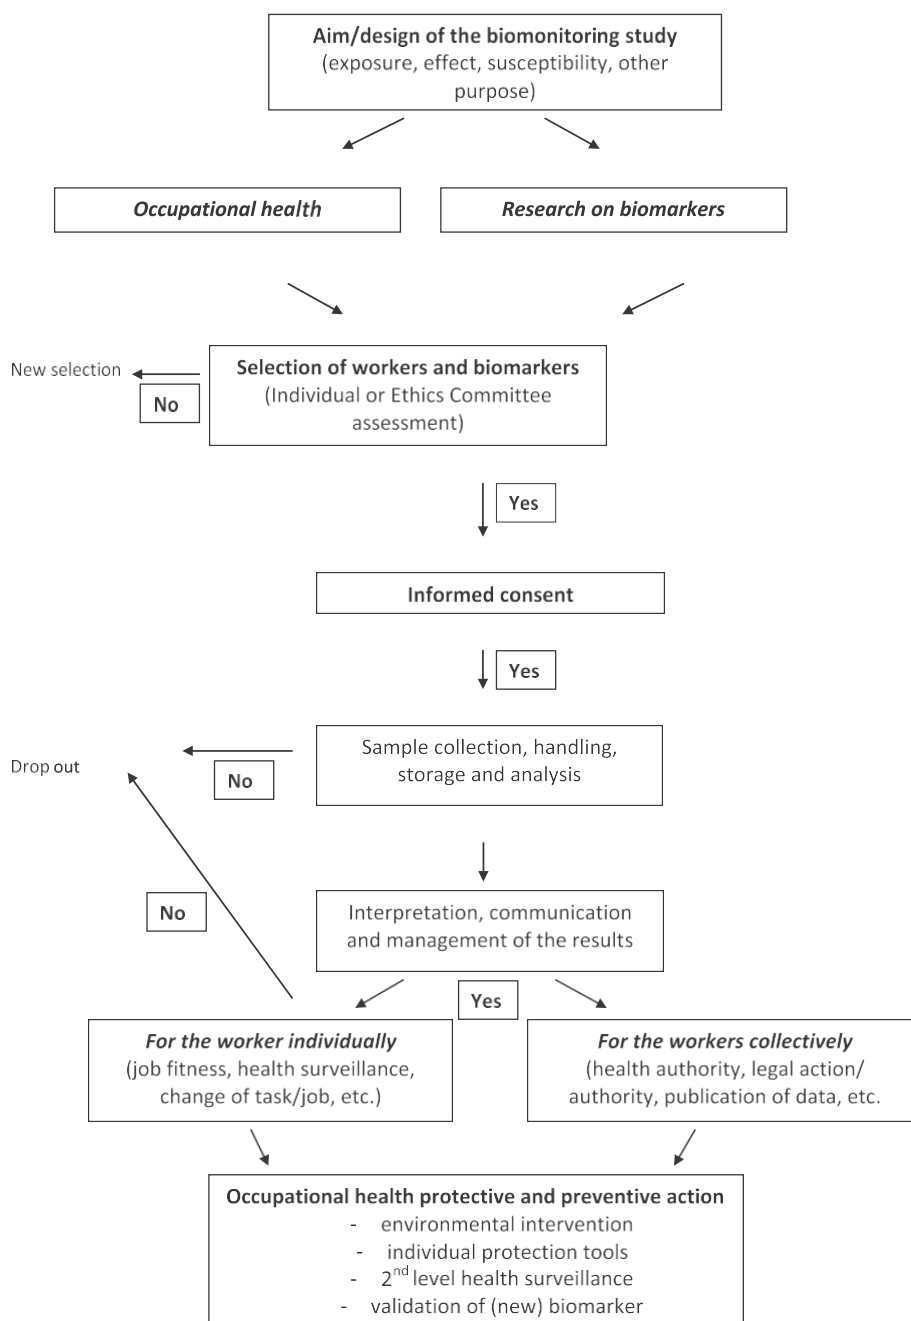 Aim/design of the biomonitoring study
(exposure, effect, susceptibility, other
purpose)
Occupational health
Research on biomarkers
New selection
No
Selection of workers and biomarkers
(Individual or Ethics Committee
assessment)
Yes
Informed consent
Yes
Drop out
No
Sample collection, handling,
storage and analysis
No
Interpretation, communication
and management of the results
Yes
For the worker individually
(job fitness, health surveillance,
change of task/job, etc.)
For the workers collectively
(health authority, legal action/
authority, publication of data, etc.
Occupational health protective and preventive action
- environmental intervention
- individual protection tools
- 2nd level health surveillance
- validation of (new) biomarker